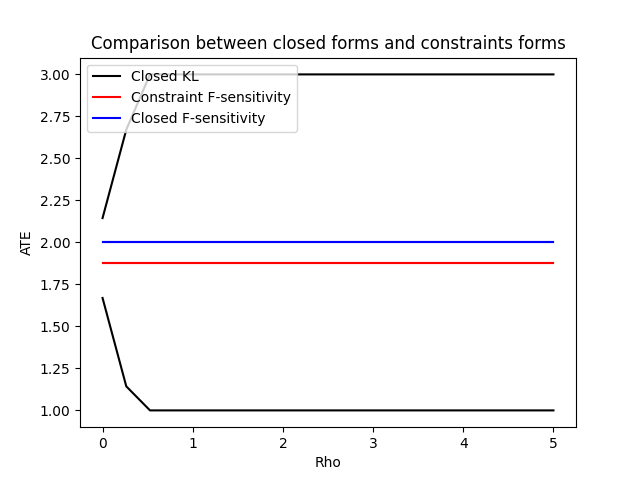 Comparison between closed forms and constraints forms
Closed KL
Constraint F-sensitivity
Closed F-sensitivity
3.00
2.75
2.50
2.25
2.00
1.75
1.50
1.25
1.00
ATE
0 1 2 3 4 5
Rho